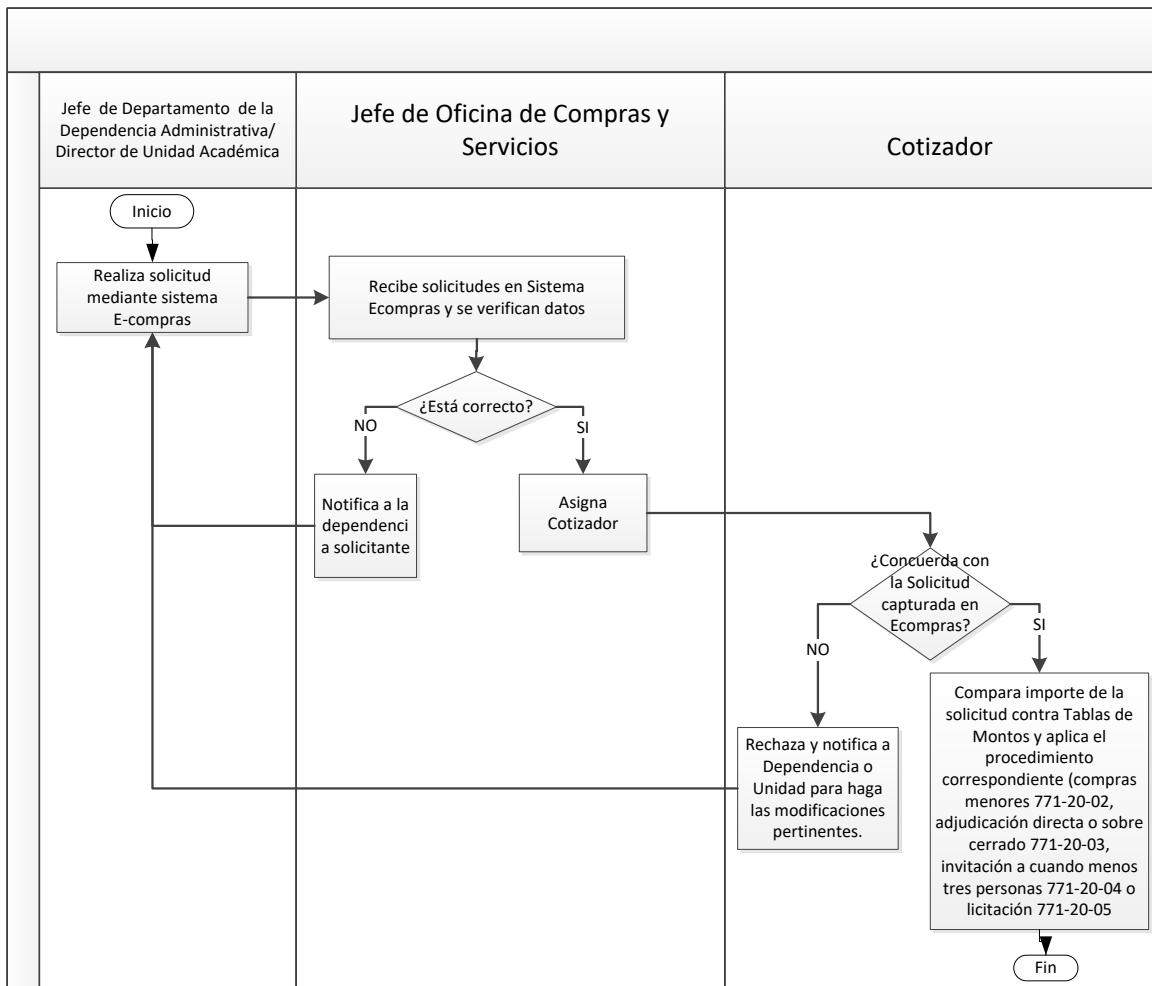 Jefe de Departamento de la
Dependencia Administrativa/
Director de Unidad Académica
Jefe de Oficina de Compras y
Servicios
Cotizador
Inicio
Realiza solicitud
mediante sistema
E-compras
Recibe solicitudes en Sistema
Ecompras y se verifican datos
¿Está correcto?
NO
SI
Notifica a la
dependenci
a solicitante
Asigna
Cotizador
¿Concuerda con
la Solicitud
capturada en
Ecompras?
NO
SI
Rechaza y notifica a
Dependencia o
Unidad para haga
las modificaciones
pertinentes.
Compara importe de la
solicitud contra Tablas de
Montos y aplica el
procedimiento
correspondiente (compras
menores 771-20-02,
adjudicación directa o sobre
cerrado 771-20-03,
invitación a cuando menos
tres personas 771-20-04 o
licitación 771-20-05
Fin